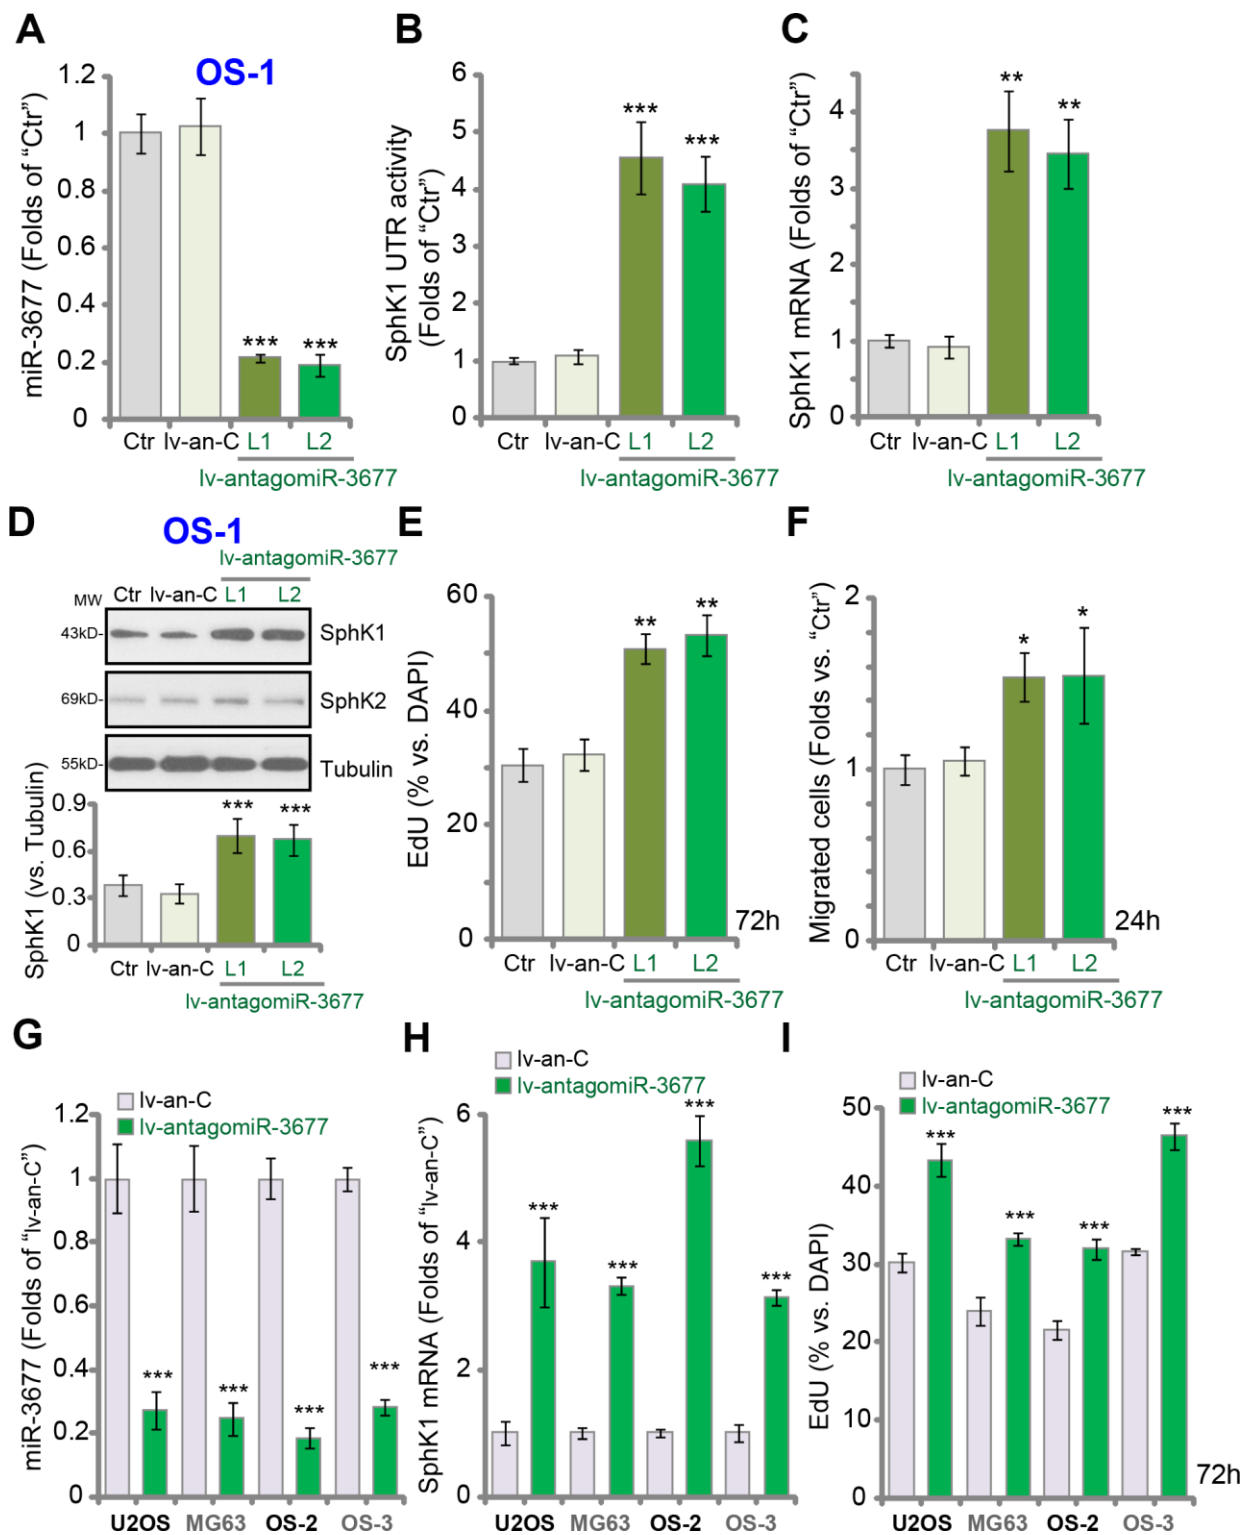 A
OS-1
miR-3677 (Folds of “Ctr”)
1.2
1
0.8
0.6
0.4
0.2
0
***
***
Ctr lv-an-C L1 L2
lv-antagomiR-3677
B
SphK1 UTR activity
(Folds of “Ctr”)
6
5
4
3
2
1
0
***
***
Ctr lv-an-C L1 L2
lv-antagomiR-3677
C
SphK1 mRNA (Folds of “Ctr”)
4
3
2
1
0
**
**
Ctr lv-an-C L1 L2
lv-antagomiR-3677
D
OS-1
lv-antagomiR-3677
MW Ctr lv-an-C L1 L2
43kD- SphK1
69kD- SphK2
55kD- Tubulin
SphK1 (vs. Tubulin)
0.9
0.6
0.3
0
***
***
Ctr lv-an-C L1 L2
lv-antagomiR-3677
E
EdU (% vs. DAPI)
60
40
20
0
**
**
72h
Ctr lv-an-C L1 L2
lv-antagomiR-3677
F
Migrated cells (Folds vs. “Ctr”)
2
1
0
*
*
24h
Ctr lv-an-C L1 L2
lv-antagomiR-3677
G
lv-an-C
lv-antagomiR-3677
miR-3677 (Folds of “lv-an-C”)
1.2
1
0.8
0.6
0.4
0.2
0
***
***
***
***
U2OS MG63 OS-2 OS-3
H
lv-an-C
lv-antagomiR-3677
SphK1 mRNA (Folds of “lv-an-C”)
6
4
2
0
***
***
***
***
U2OS MG63 OS-2 OS-3
I
lv-an-C
lv-antagomiR-3677
EdU (% vs. DAPI)
50
40
30
20
10
0
***
***
***
***
72h
U2OS MG63 OS-2 OS-3